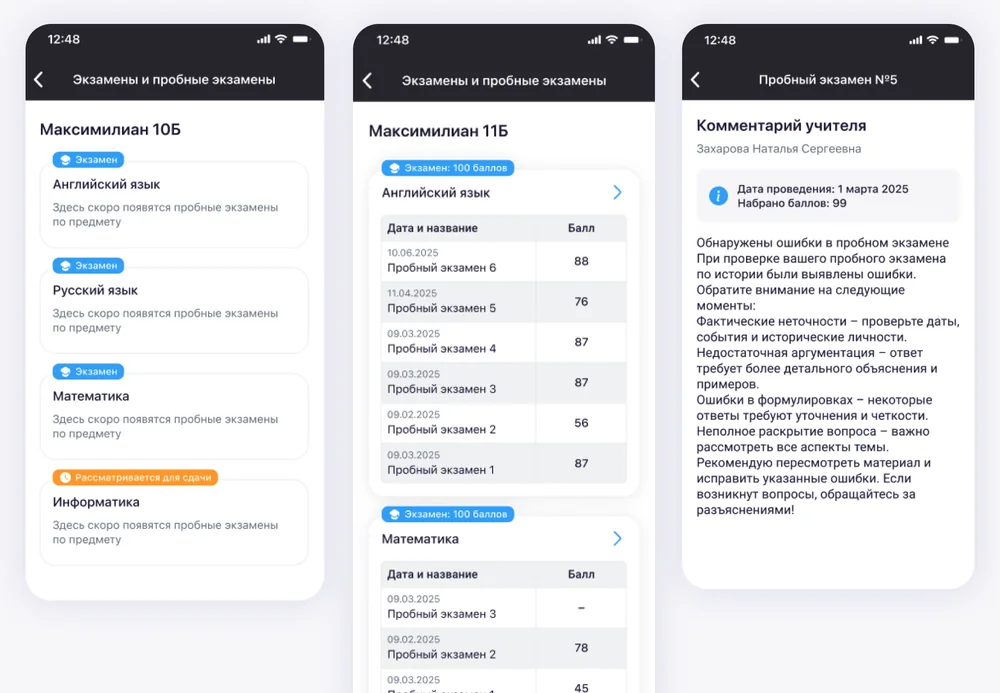 12:48
Экзамены и пробные экзамены
Максимилиан 10Б
Экзамен
Английский язык
Здесь скоро появятся пробные экзамены
по предмету
Экзамен
Русский язык
Здесь скоро появятся пробные экзамены
по предмету
Экзамен
Математика
Здесь скоро появятся пробные экзамены
по предмету
Рассматривается для сдачи
Информатика
Здесь скоро появятся пробные экзамены
по предмету
12:48
Экзамены и пробные экзамены
Максимилиан 11Б
Экзамен: 100 баллов
Английский язык
Дата и название Балл
10.06.2025
Пробный экзамен 6 88
11.04.2025
Пробный экзамен 5 76
09.03.2025
Пробный экзамен 4 87
09.03.2025
Пробный экзамен 3 87
09.02.2025
Пробный экзамен 2 56
09.03.2025
Пробный экзамен 1 87
Экзамен: 100 баллов
Математика
Дата и название Балл
09.03.2025
Пробный экзамен 3 –
09.02.2025
Пробный экзамен 2 78
09.03.2025
Пробный экзамен 1 45
12:48
Пробный экзамен №5
Комментарий учителя
Захарова Наталья Сергеевна
Дата проведения: 1 марта 2025
Набрано баллов: 99
Обнаружены ошибки в пробном экзамене
При проверке вашего пробного экзамена
по истории были выявлены ошибки.
Обратите внимание на следующие
моменты:
Фактические неточности – проверьте даты,
события и исторические личности.
Недостаточная аргументация – ответ
требует более детального объяснения и
примеров.
Ошибки в формулировках – некоторые
ответы требуют уточнения и четкости.
Неполное раскрытие вопроса – важно
рассмотреть все аспекты темы.
Рекомендую пересмотреть материал и
исправить указанные ошибки. Если
возникнут вопросы, обращайтесь за
разъяснениями!